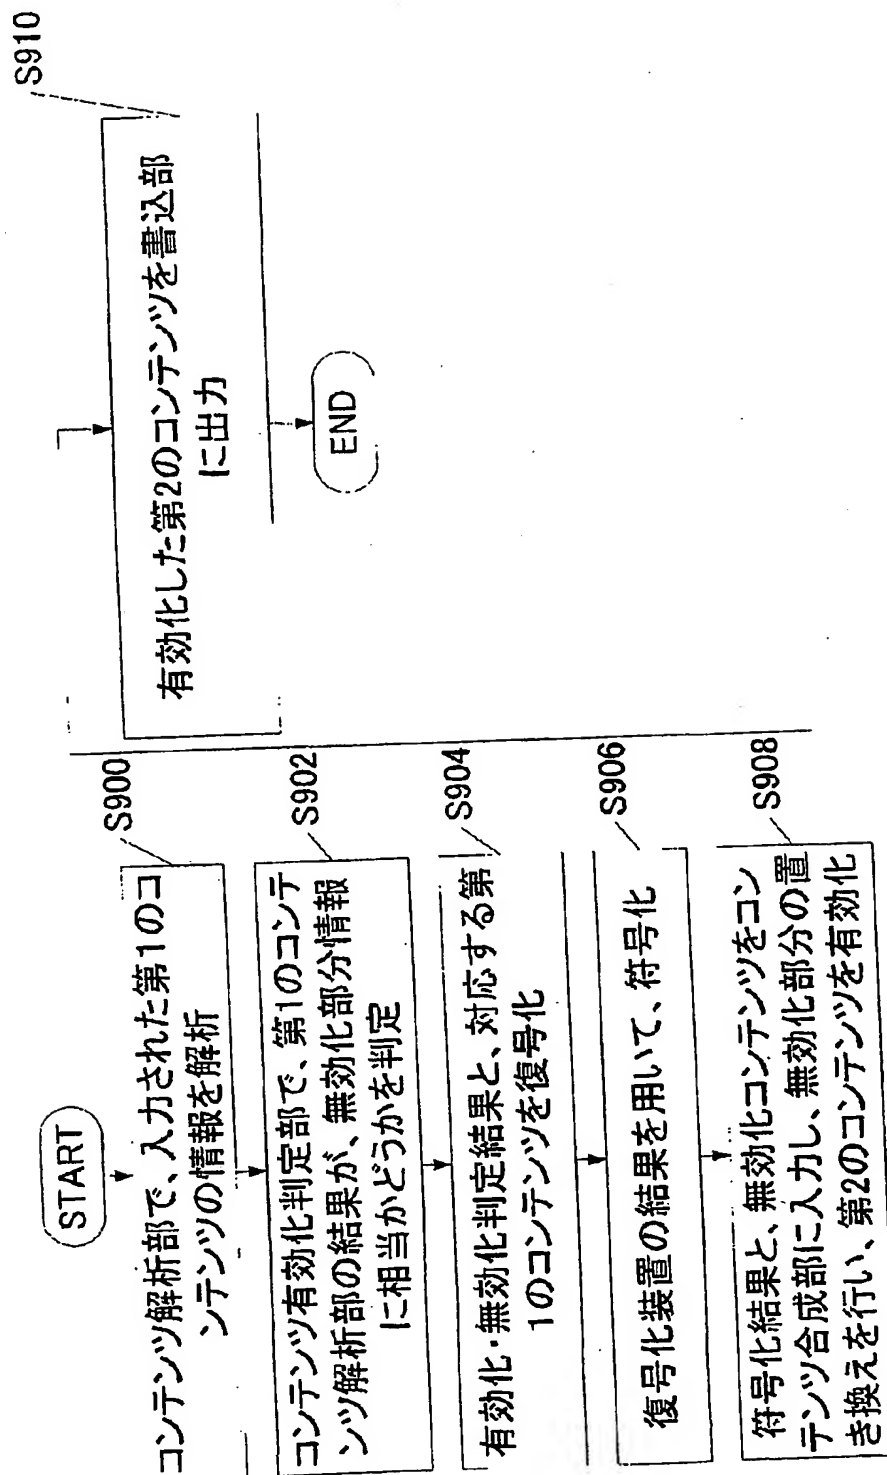 START
コンテンツ解析部で、入力された第1のコ
ンテンツの情報を解析
S900
コンテンツ有効化判定部で、第1のコンテ
ンツ解析部の結果が、無効化部分情報
に相当かどうかを判定
S902
有効化・無効化判定結果と、対応する第
1のコンテンツを復号化
S904
復号化装置の結果を用いて、符号化
S906
符号化結果と、無効化コンテンツをコン
テンツ合成部に入力し、無効化部分の置
き換えを行い、第2のコンテンツを有効化
S908
有効化した第2のコンテンツを書込部
に出力
S910
END